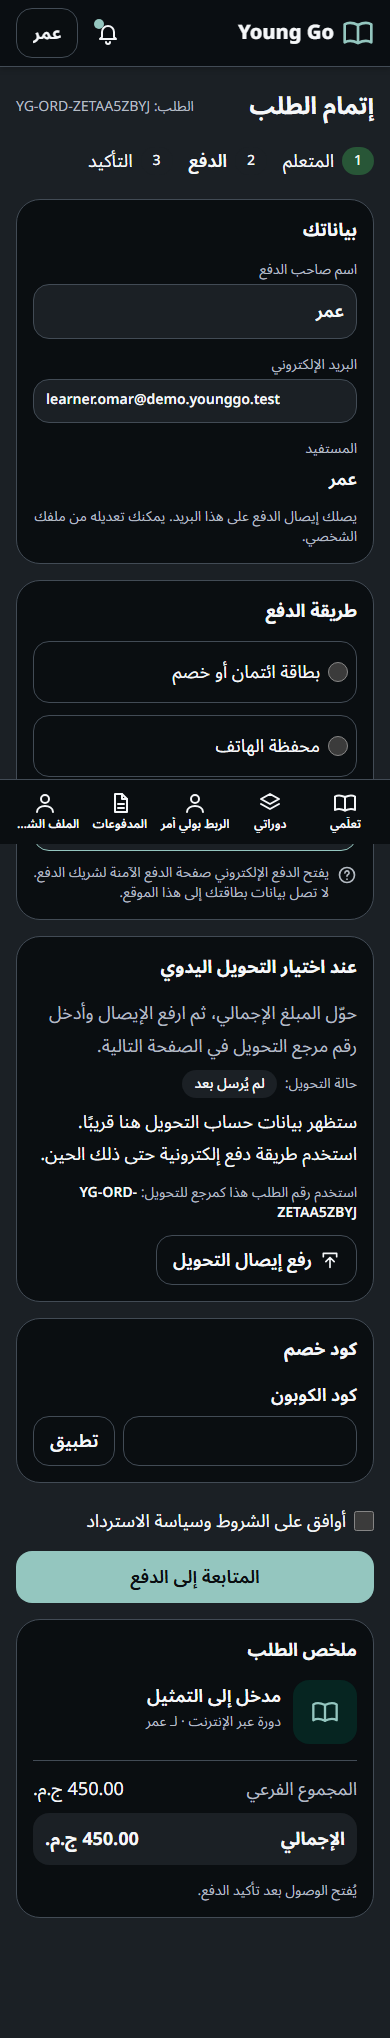 Young Go
عمر
إتمام الطلب
الطلب: YG-ORD-ZETAA5ZBYJ
1 المتعلم
2 الدفع
3 التأكيد
بياناتك
اسم صاحب الدفع
عمر
البريد الإلكتروني
learner.omar@demo.younggo.test
المستفيد
عمر
يصلك إيصال الدفع على هذا البريد. يمكنك تعديله من ملفك
الشخصي.
طريقة الدفع
بطاقة ائتمان أو خصم
محفظة الهاتف
تعلّمي
دوراتي
الربط بولي أمر
المدفوعات
الملف الشـ...
يفتح الدفع الإلكتروني صفحة الدفع الآمنة لشريك الدفع.
لا تصل بيانات بطاقتك إلى هذا الموقع.
عند اختيار التحويل اليدوي
حوّل المبلغ الإجمالي، ثم ارفع الإيصال وأدخل
رقم مرجع التحويل في الصفحة التالية.
حالة التحويل: لم يُرسل بعد
ستظهر بيانات حساب التحويل هنا قريبًا.
استخدم طريقة دفع إلكترونية حتى ذلك الحين.
استخدم رقم الطلب هذا كمرجع للتحويل: YG-ORD-
ZETAA5ZBYJ
رفع إيصال التحويل
كود خصم
كود الكوبون
تطبيق
أوافق على الشروط وسياسة الاسترداد
المتابعة إلى الدفع
ملخص الطلب
مدخل إلى التمثيل
دورة عبر الإنترنت · لـ عمر
المجموع الفرعي 450.00 ج.م.
الإجمالي 450.00 ج.م.
يُفتح الوصول بعد تأكيد الدفع.